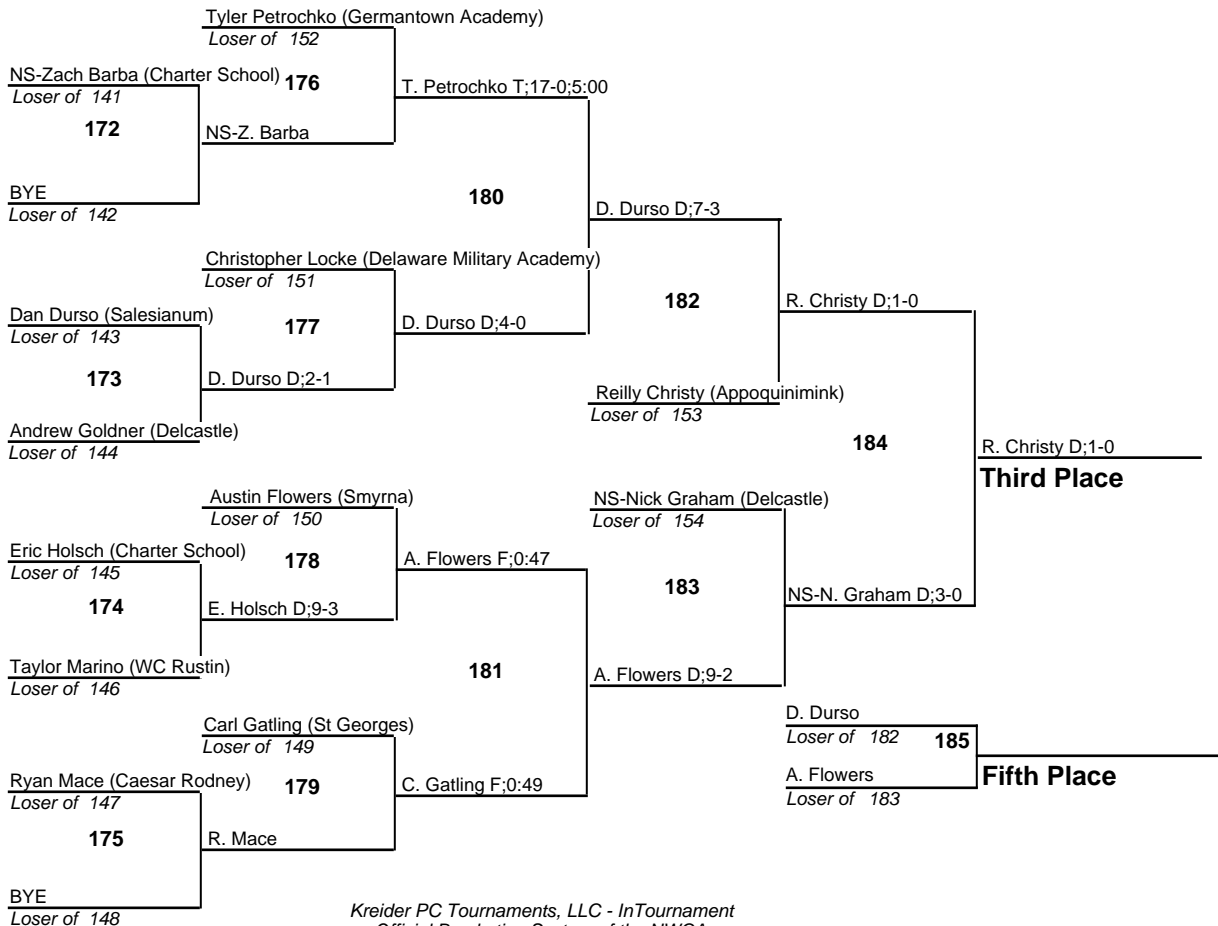 Tyler Petrochko (Germantown Academy)
Loser of 152
NS-Zach Barba (Charter School)
176
T. Petrochko T;17-0;5:00
Loser of 141
172
NS-Z. Barba
BYE
Loser of 142
180
D. Durso D;7-3
Christopher Locke (Delaware Military Academy)
Loser of 151
Dan Durso (Salesianum)
Loser of 143
177
D. Durso D;4-0
182
R. Christy D;1-0
173
D. Durso D;2-1
Reilly Christy (Appoquinimink)
Loser of 153
Andrew Goldner (Delcastle)
Loser of 144
184
R. Christy D;1-0
Third Place
Austin Flowers (Smyrna)
Loser of 150
NS-Nick Graham (Delcastle)
Loser of 154
Eric Holsch (Charter School)
Loser of 145
178
A. Flowers F;0:47
174
E. Holsch D;9-3
183
NS-N. Graham D;3-0
Taylor Marino (WC Rustin)
Loser of 146
181
A. Flowers D;9-2
Carl Gatling (St Georges)
Loser of 149
D. Durso
Loser of 182
185
Ryan Mace (Caesar Rodney)
Loser of 147
179
C. Gatling F;0:49
A. Flowers
Loser of 183
Fifth Place
175
R. Mace
BYE
Loser of 148
Kreider PC Tournaments, LLC - InTournament
Official Bracketing System of the NWCA